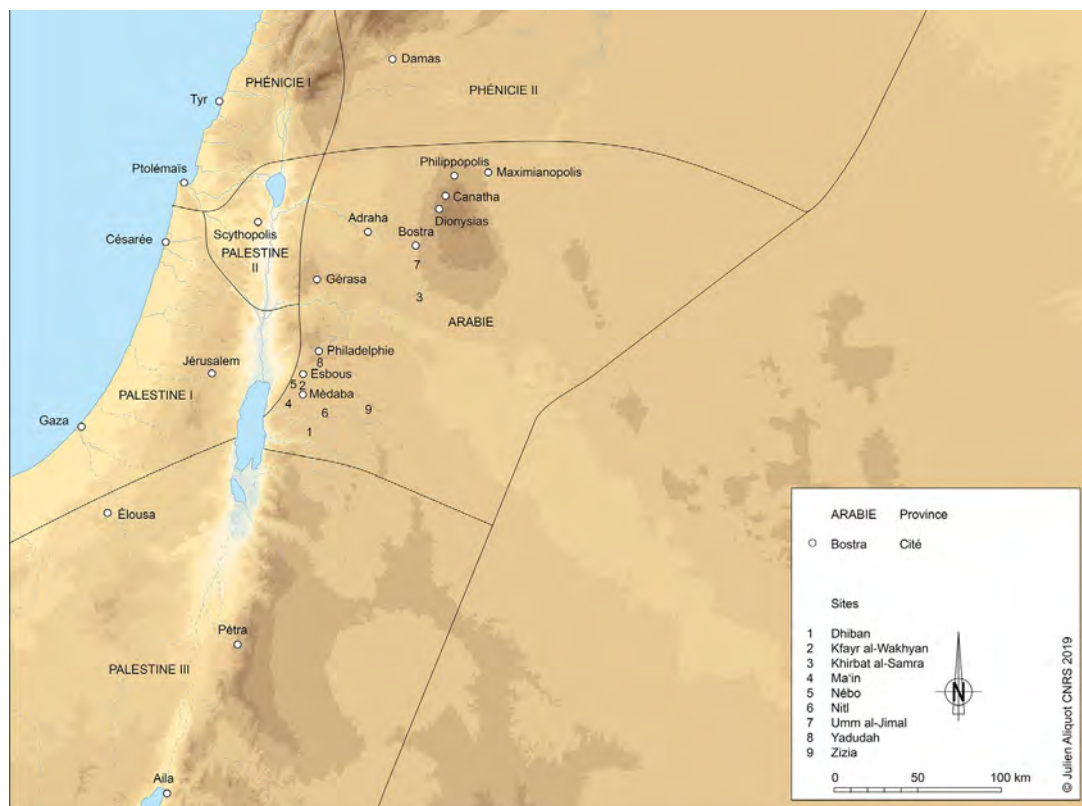 Damas
PHÉNICIE I
PHÉNICIE II
Tyr
Philippopolis
Maximianopolis
Ptolémaïs
Canatha
Adraha
Dionysias
Scythopolis
Bostra
Césarée
PALESTINE
II
7
Gérasa
3
ARABIE
Philadelphie
8
Jérusalem
Esbous
5
2
PALESTINE I
Médaba
4
6
9
Gaza
1
Élousa
Pétra
PALESTINE III
Aila
ARABIE Province
Bostra Cité
Sites
1 Dhiban
2 Kfayr al-Wakhyan
3 Khirbat al-Samra
4 Ma'in
5 Nébo
6 Nitl
7 Umm al-Jimal
8 Yadudah
9 Zizia
N
0 50 100 km
© Julien Aliquot CNRS 2019